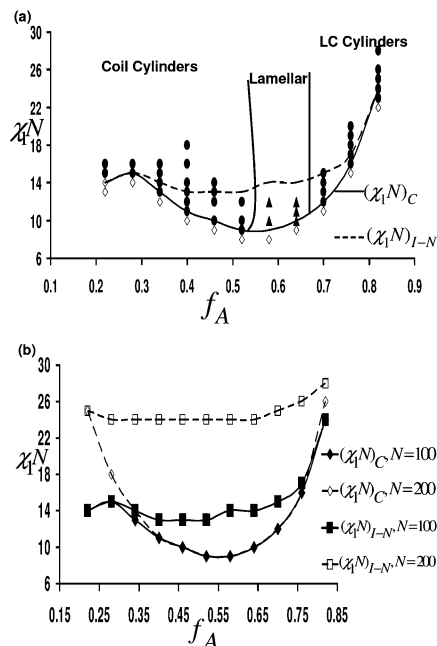 (a)
LC Cylinders
Coil Cylinders
Lamellar
30
26
22
18
14
10
6
χ₁N
(χ₁N)C
(χ₁N)I−N
0.1 0.2 0.3 0.4 0.5 0.6 0.7 0.8 0.9
fA
(b)
30
26
22
18
14
10
6
χ₁N
(χ₁N)C, N=100
(χ₁N)C, N=200
(χ₁N)I−N, N=100
(χ₁N)I−N, N=200
0.15 0.25 0.35 0.45 0.55 0.65 0.75 0.85
fA